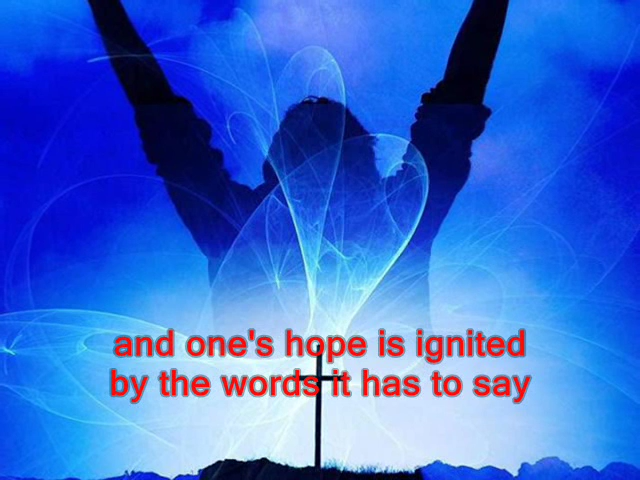 and one's hope is ignited
by the words it has to say